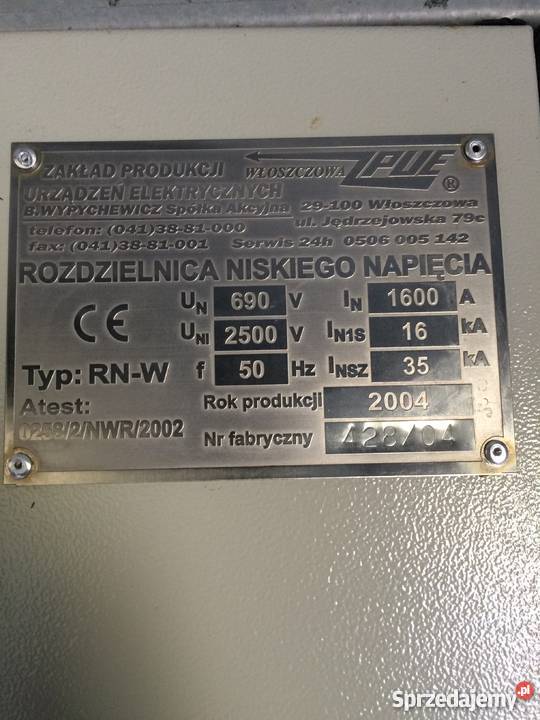 ZAKŁAD PRODUKCJI WŁOSZCZOWA ZPUE ®
URZĄDZEŃ ELEKTRYCZNYCH
B.WYPYCHEWICZ Spółka Akcyjna 29-100 Włoszczowa
telefon: (041)38-81-000 ul. Jędrzejowska 79c
fax: (041)38-81-001 Serwis 24h 0506 005 142
ROZDZIELNICA NISKIEGO NAPIĘCIA
CE UN 690 V IN 1600 A
UNI 2500 V IN1S 16 kA
Typ: RN-W f 50 Hz INSZ 35 kA
Atest: Rok produkcji 2004
0258/2/NWR/2002 Nr fabryczny 428/04
Sprzedajemy.pl